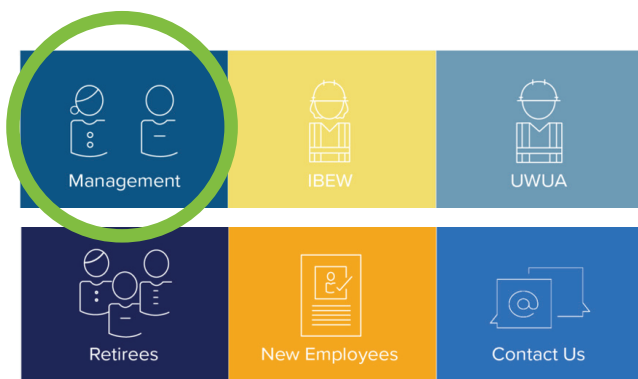 Management
IBEW
UWUA
Retirees
New Employees
@
Contact Us